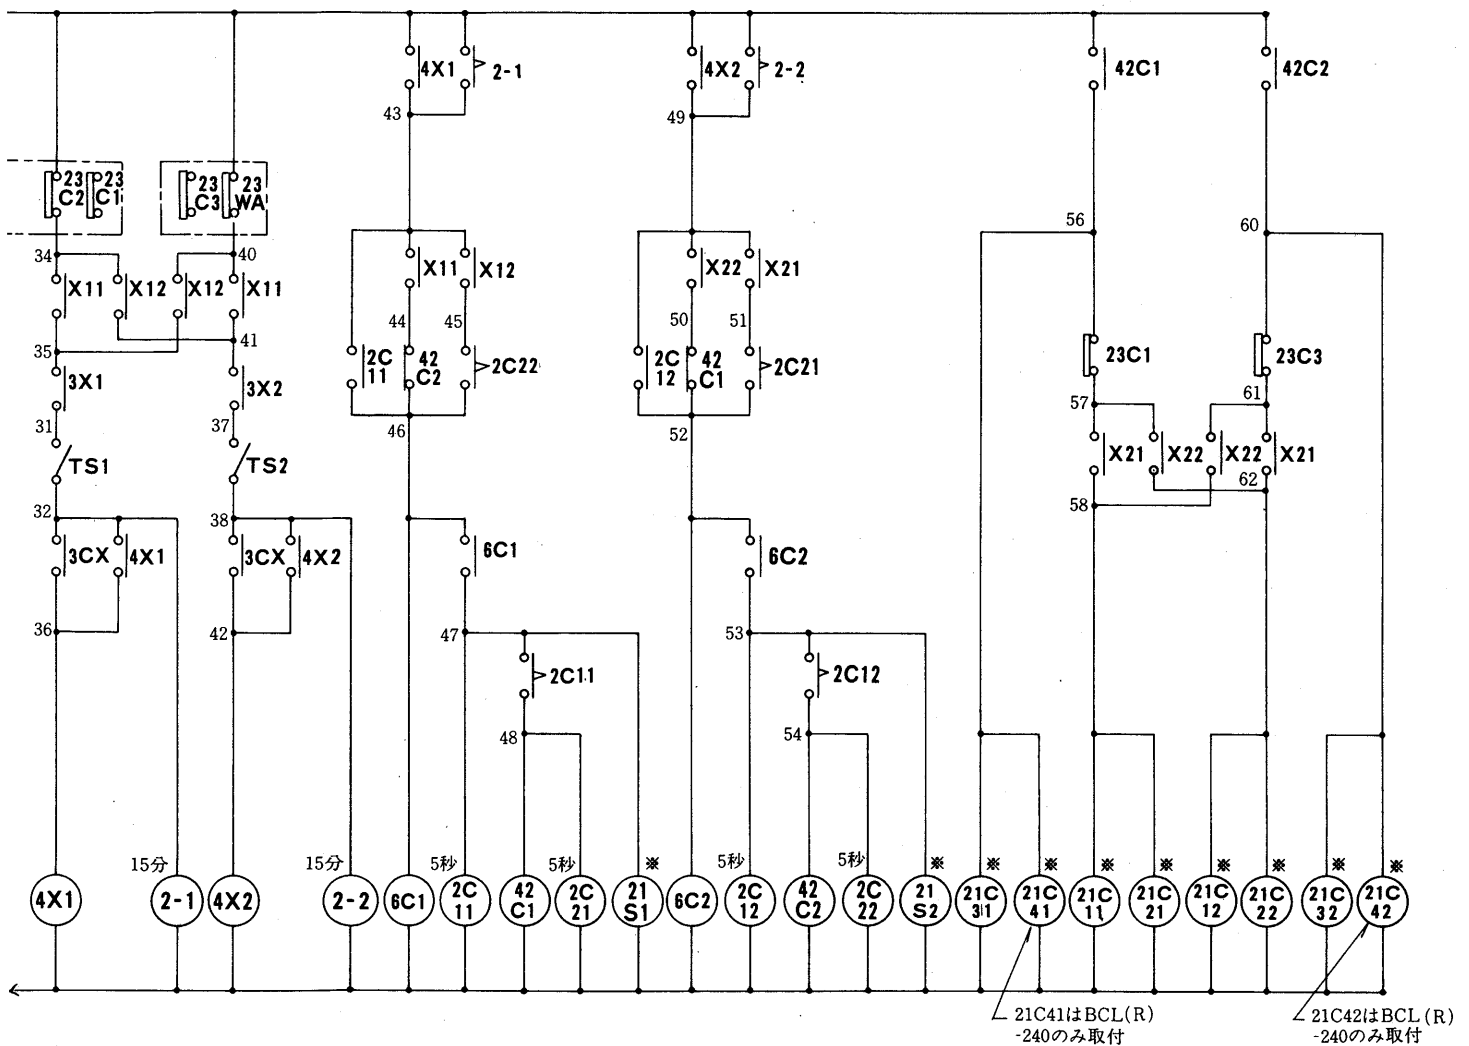 4X1
2-1
4X2
2-2
42C1
42C2
43
49
23
C2
23
C1
23
C3
23
WA
56
60
34
40
X11
X12
X12
X11
X11
X12
X22
X21
44
45
50
51
35
41
2C
11
42
C2
2C22
2C
12
42
C1
2C21
23C1
23C3
3X1
3X2
57
61
31
37
46
52
TS1
TS2
X21
X22
X22
X21
62
58
32
38
3CX
4X1
3CX
4X2
6C1
6C2
36
42
47
53
2C11
2C12
48
54
15分
15分
5秒
5秒
※
5秒
5秒
※
※
※
※
※
※
※
※
※
4X1
2-1
4X2
2-2
6C1
2C
11
42
C1
2C
21
21
S1
6C2
2C
12
42
C2
2C
22
21
S2
21C
31
21C
41
21C
11
21C
21
21C
12
21C
22
21C
32
21C
42
21C41はBCL(R)
-240のみ取付
21C42はBCL(R)
-240のみ取付